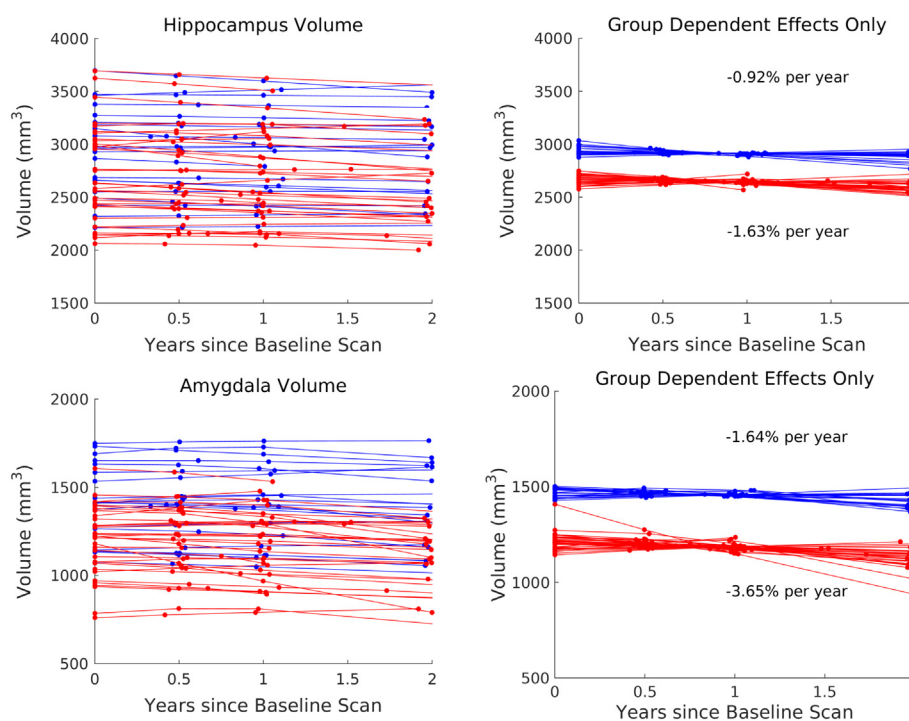 Hippocampus Volume
4000
3500
3000
2500
2000
1500
Volume (mm³)
0 0.5 1 1.5 2
Years since Baseline Scan
Group Dependent Effects Only
-0.92% per year
-1.63% per year
4000
3500
3000
2500
2000
1500
Volume (mm³)
0 0.5 1 1.5
Years since Baseline Scan
Amygdala Volume
2000
1500
1000
500
Volume (mm³)
0 0.5 1 1.5 2
Years since Baseline Scan
Group Dependent Effects Only
-1.64% per year
-3.65% per year
2000
1500
1000
500
Volume (mm³)
0 0.5 1 1.5
Years since Baseline Scan